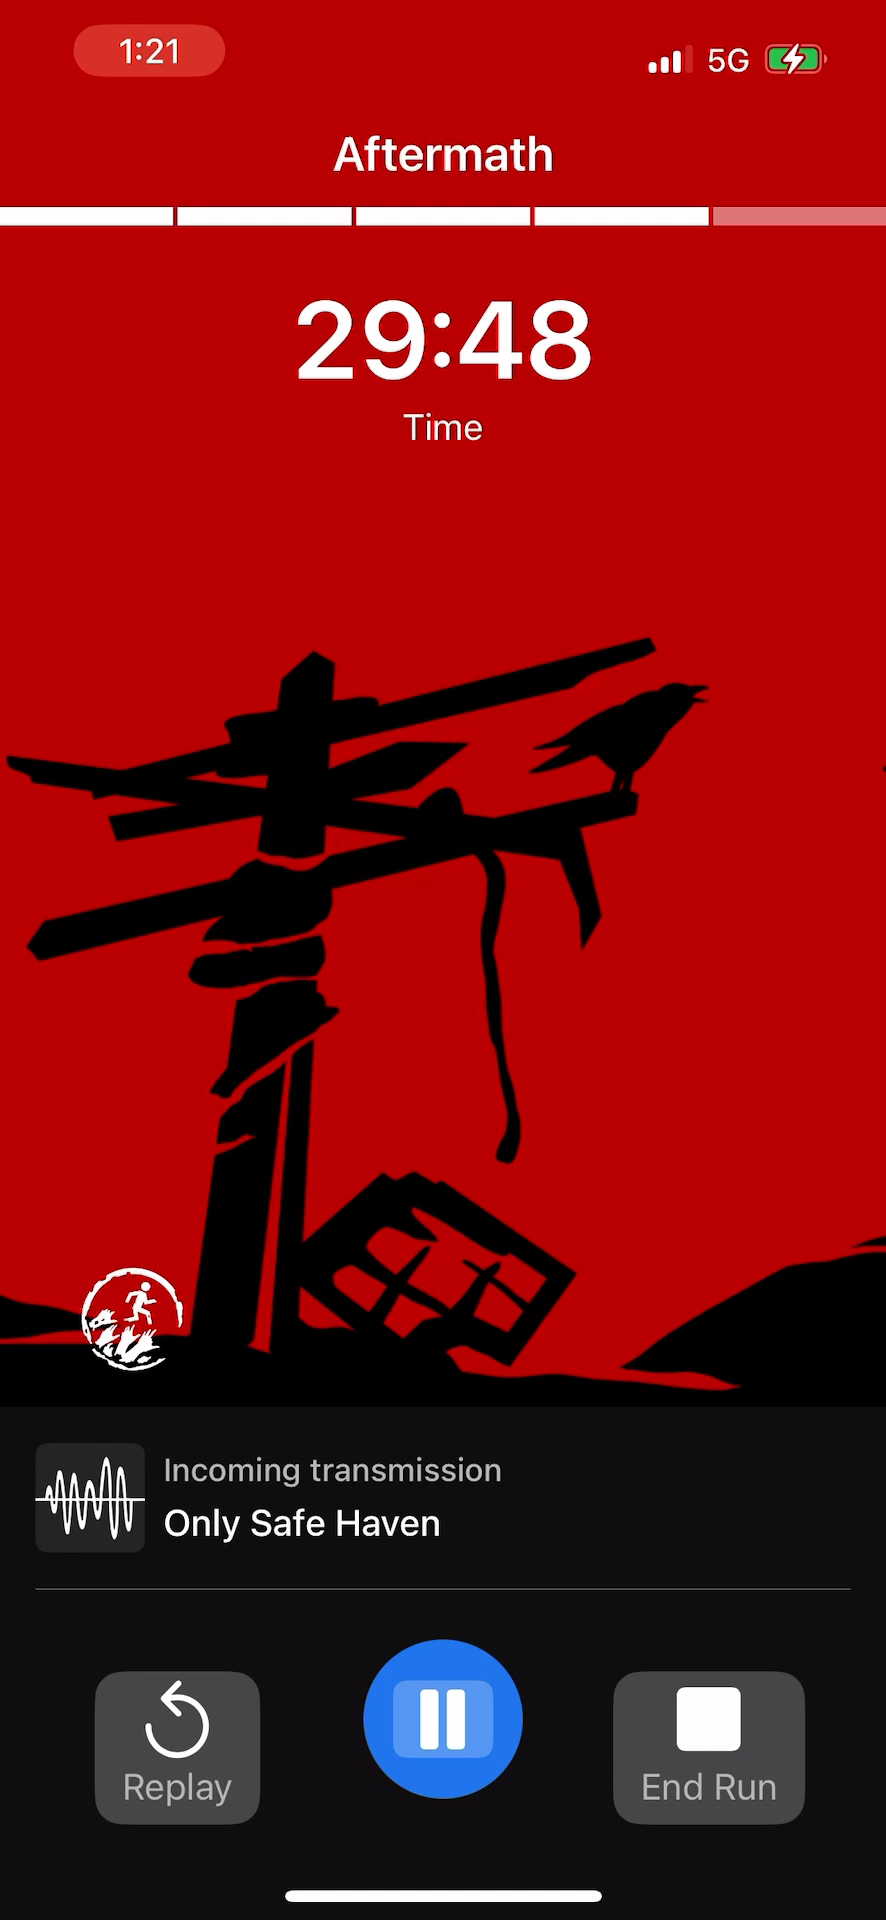 1:21
5G
Aftermath
29:48
Time
Incoming transmission
Only Safe Haven
Replay
End Run